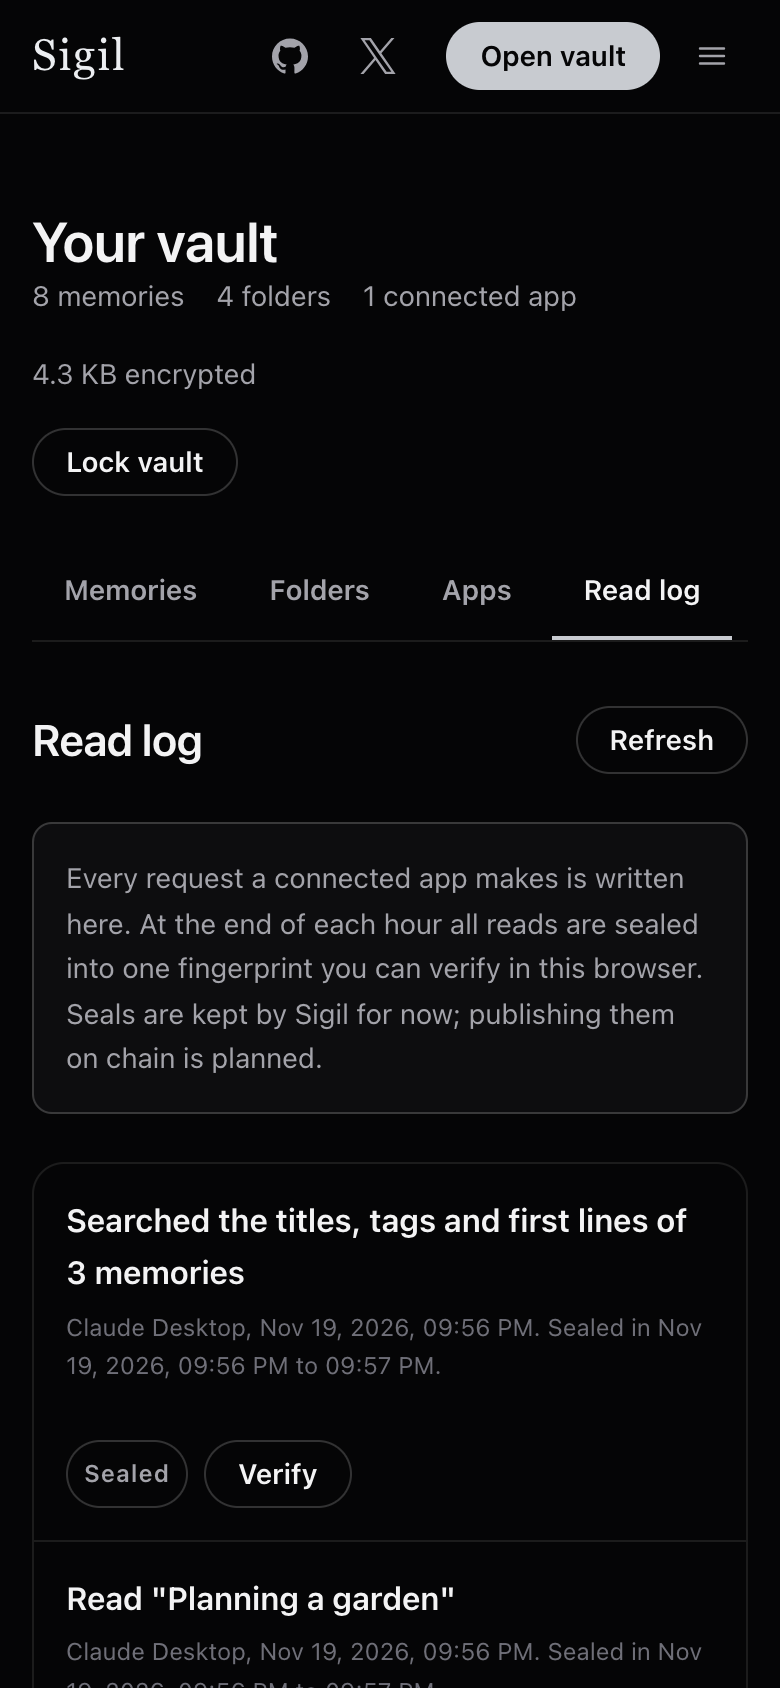 Sigil
Open vault
Your vault
8 memories 4 folders 1 connected app
4.3 KB encrypted
Lock vault
Memories Folders Apps Read log
Read log
Refresh
Every request a connected app makes is written
here. At the end of each hour all reads are sealed
into one fingerprint you can verify in this browser.
Seals are kept by Sigil for now; publishing them
on chain is planned.
Searched the titles, tags and first lines of
3 memories
Claude Desktop, Nov 19, 2026, 09:56 PM. Sealed in Nov
19, 2026, 09:56 PM to 09:57 PM.
Sealed Verify
Read "Planning a garden"
Claude Desktop, Nov 19, 2026, 09:56 PM. Sealed in Nov